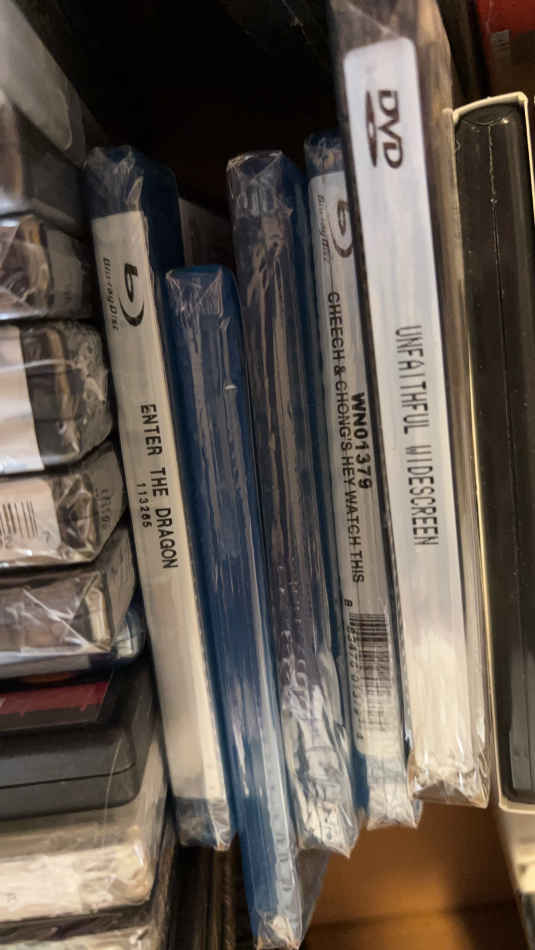 Blu-ray Disc
ENTER THE DRAGON
113265
Blu-ray Disc
WN01379
CHEECH & CHONG'S HEY WATCH THIS
DVD
UNFAITHFUL WIDESCREEN